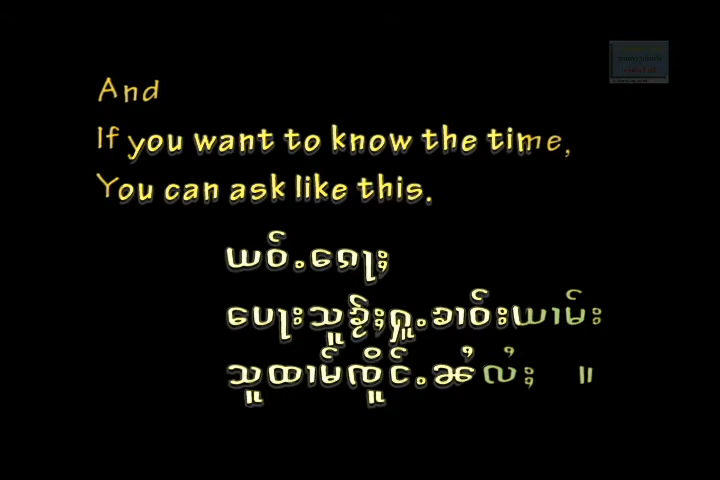 And
If you want to know the time,
You can ask like this.
ယဝ်ႉၵေႃႈ
ပေႃးသူၶႂ်ႈႁူႉၶၢဝ်းယၢမ်း
သူထၢမ်ၸိူင်ႉၼႆလႆႈ ။